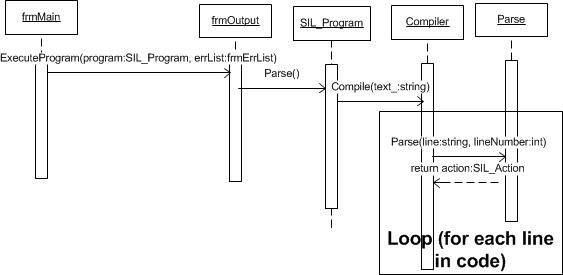 frmMain
frmOutput
SIL_Program
Compiler
Parse
ExecuteProgram(program:SIL_Program, errList:frmErrList)
Parse()
Compile(text_:string)
Parse(line:string, lineNumber:int)
return action:SIL_Action
Loop (for each line
in code)